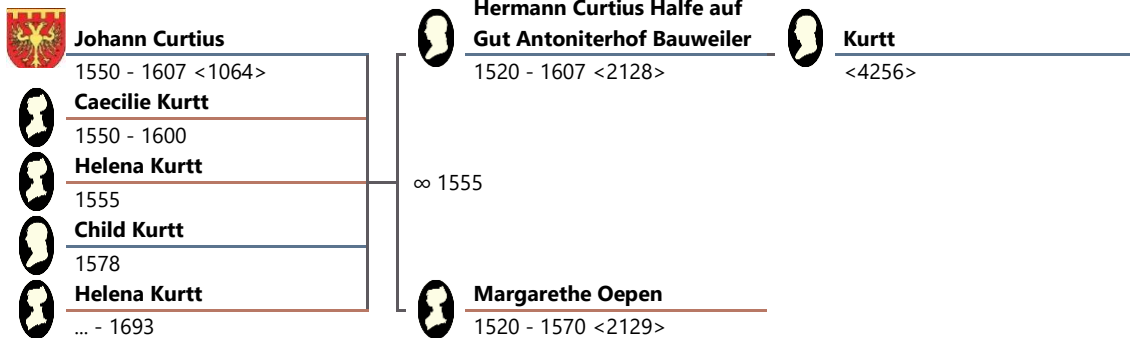 Johann Curtius
1550 - 1607 <1064>
Caecilie Kurtt
1550 - 1600
Helena Kurtt
1555
Child Kurtt
1578
Helena Kurtt
... - 1693
Hermann Curtius Halfe auf
Gut Antoniterhof Bauweiler
1520 - 1607 <2128>
∞ 1555
Margarethe Oepen
1520 - 1570 <2129>
Kurtt
<4256>